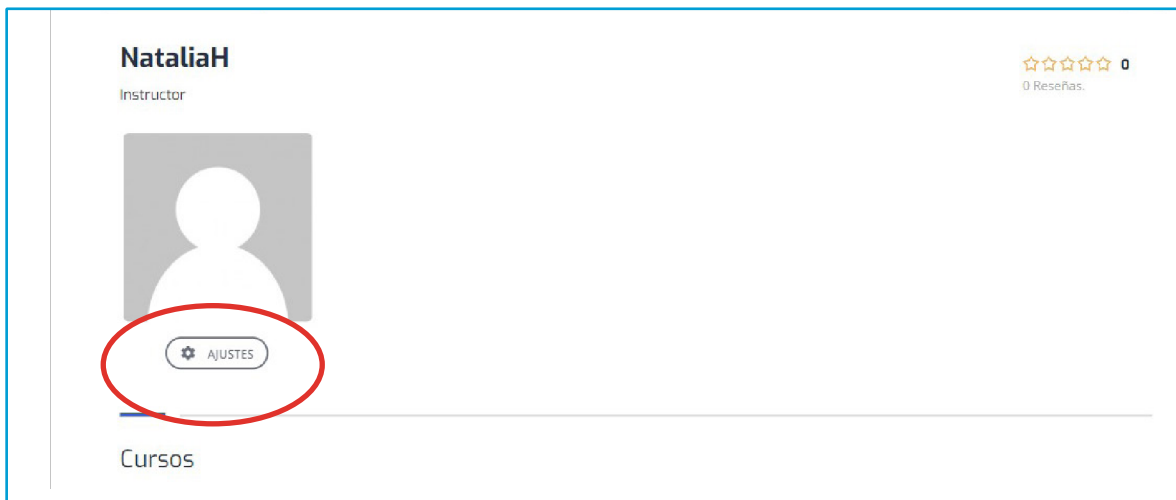 NataliaH
Instructor
0
0 Reseñas.
AJUSTES
Cursos